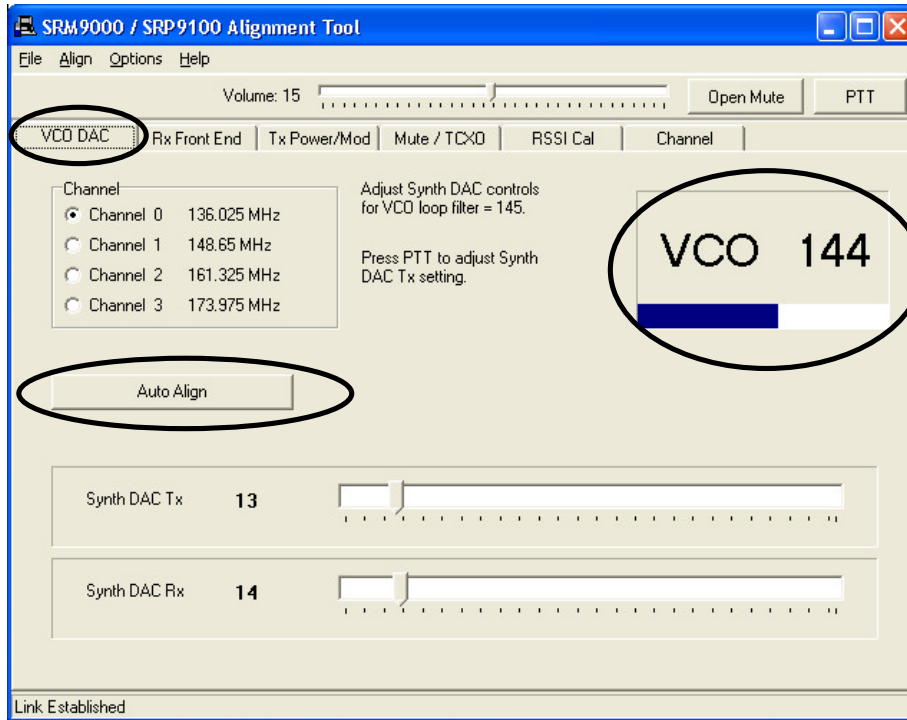 SRM9000 / SRP9100 Alignment Tool
File Align Options Help
Volume: 15 Open Mute PTT
VCO DAC Rx Front End Tx Power/Mod Mute / TCXO RSSI Cal Channel
Channel
Channel 0 136.025 MHz
Channel 1 148.65 MHz
Channel 2 161.325 MHz
Channel 3 173.975 MHz
Adjust Synth DAC controls
for VCO loop filter = 145.
Press PTT to adjust Synth
DAC Tx setting.
VCO 144
Auto Align
Synth DAC Tx 13
Synth DAC Rx 14
Link Established